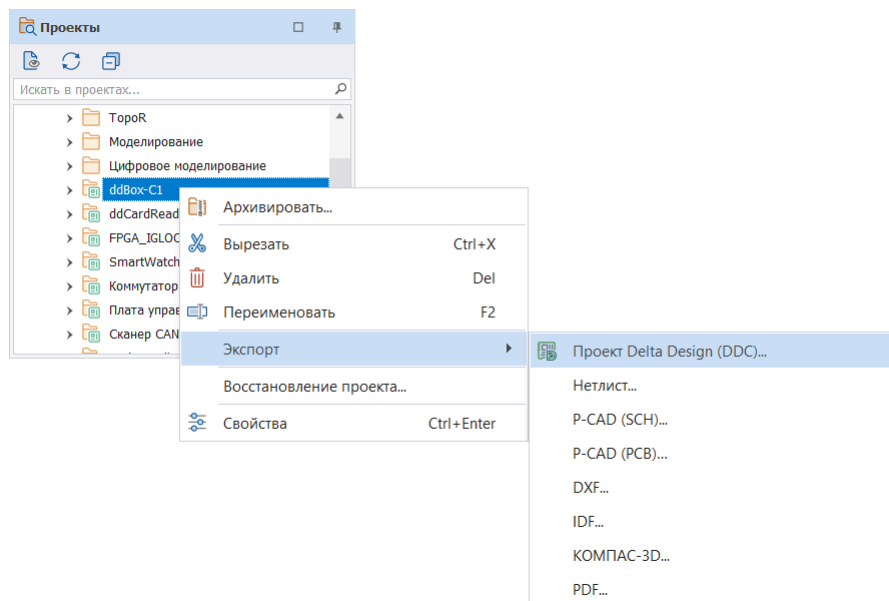 Проекты
Искать в проектах...
TopoR
Моделирование
Цифровое моделирование
ddBox-C1
ddCardRead
FPGA_IGLOO
SmartWatch
Коммутатор
Плата управ
Сканер CAN
Архивировать...
Вырезать Ctrl+X
Удалить Del
Переименовать F2
Экспорт
Восстановление проекта...
Свойства Ctrl+Enter
Проект Delta Design (DDC)...
Нетлист...
P-CAD (SCH)...
P-CAD (PCB)...
DXF...
IDF...
КОМПАС-3D...
PDF...